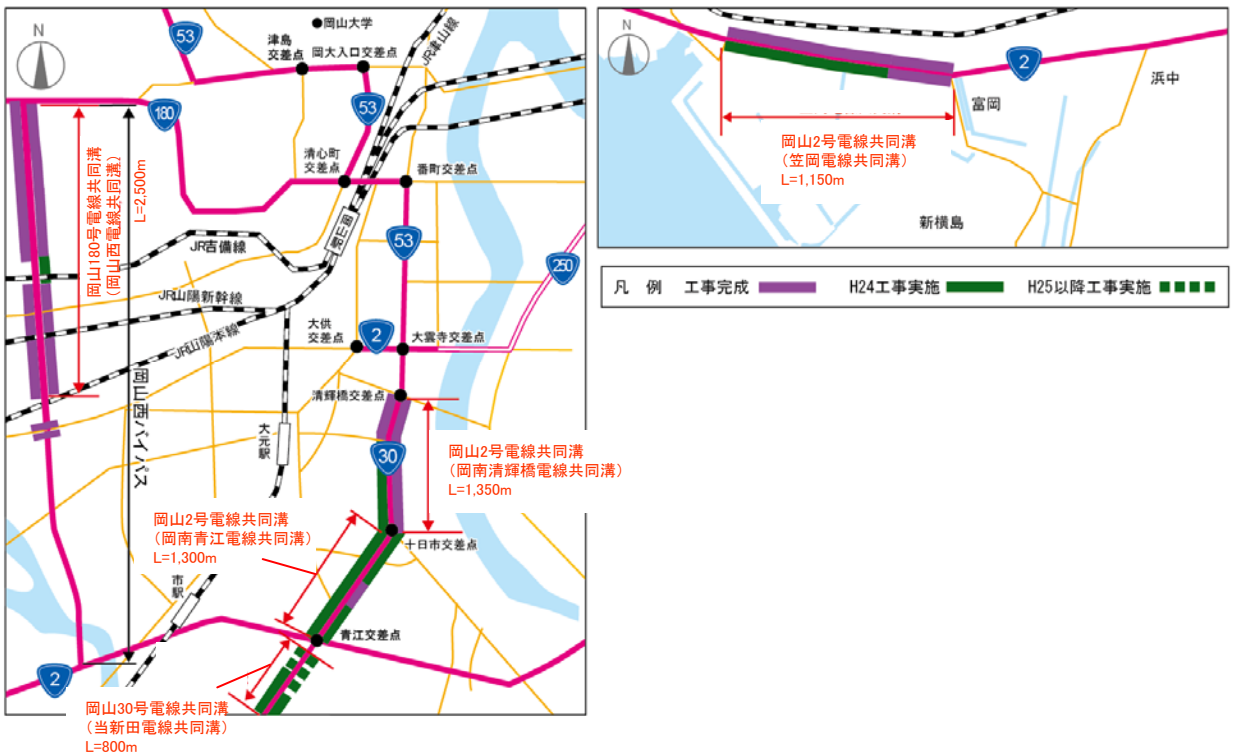 N
53
●岡山大学
津島
交差点
岡大入口交差点
JR津山線
180
53
清心町
交差点
番町交差点
岡山駅
岡山180号電線共同溝
(岡山西電線共同溝)
L=2,500m
53
250
JR吉備線
JR山陽新幹線
JR山陽本線
大供
交差点
2
大雲寺交差点
清輝橋交差点
岡山西バイパス
大元駅
30
岡山2号電線共同溝
(岡南清輝橋電線共同溝)
L=1,350m
岡山2号電線共同溝
(岡南青江電線共同溝)
L=1,300m
十日市交差点
市駅
青江交差点
2
岡山30号電線共同溝
(当新田電線共同溝)
L=800m
N
2
浜中
富岡
岡山2号電線共同溝
(笠岡電線共同溝)
L=1,150m
新横島
凡 例 工事完成 H24工事実施 H25以降工事実施